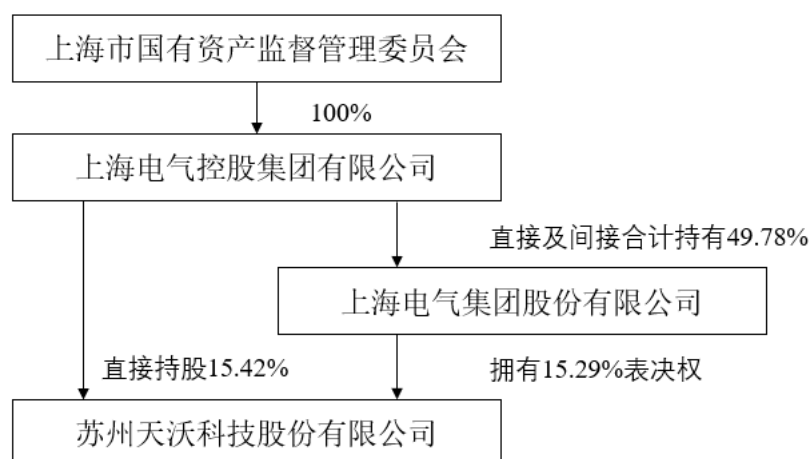 上海市国有资产监督管理委员会
100%
上海电气控股集团有限公司
直接及间接合计持有49.78%
上海电气集团股份有限公司
直接持股15.42%
拥有15.29%表决权
苏州天沃科技股份有限公司